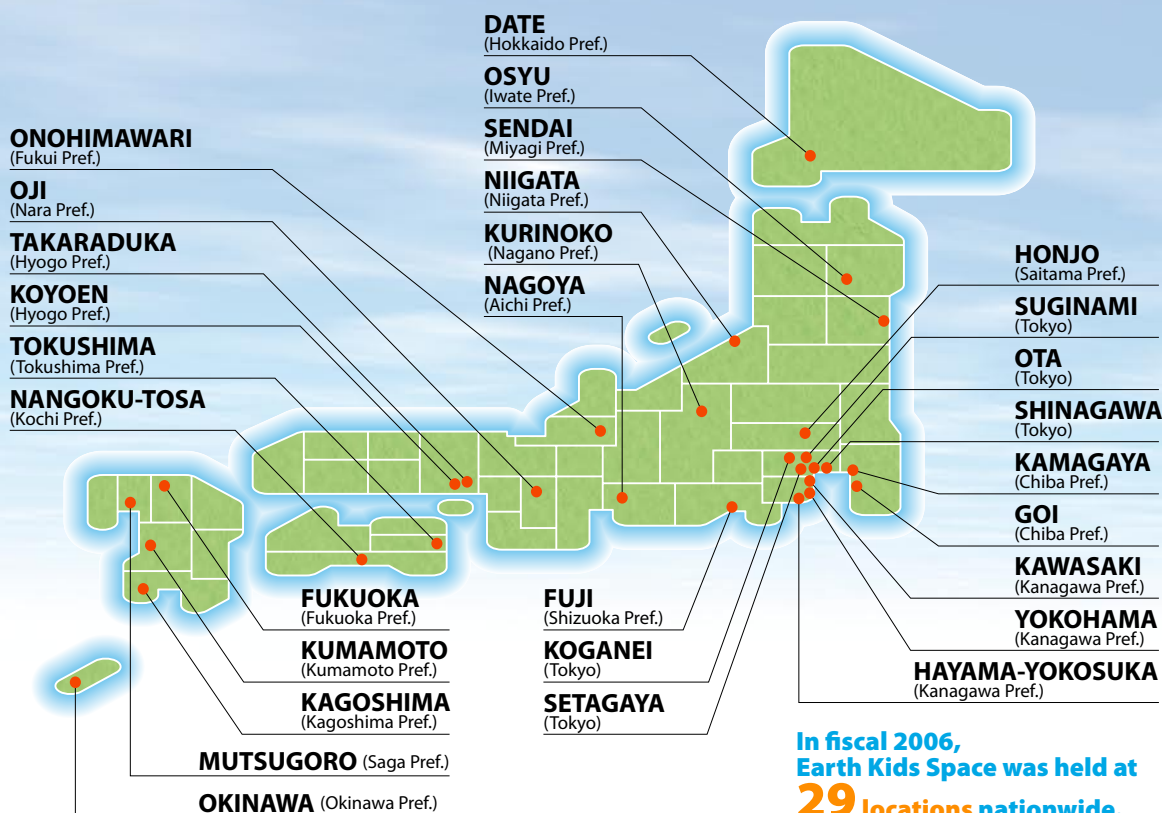 DATE
(Hokkaido Pref.)
OSYU
(Iwate Pref.)
SENDAI
(Miyagi Pref.)
NIIGATA
(Niigata Pref.)
KURINOKO
(Nagano Pref.)
NAGOYA
(Aichi Pref.)
ONOHIMAWARI
(Fukui Pref.)
OJI
(Nara Pref.)
TAKARADUKA
(Hyogo Pref.)
KOYOEN
(Hyogo Pref.)
TOKUSHIMA
(Tokushima Pref.)
NANGOKU-TOSA
(Kochi Pref.)
HONJO
(Saitama Pref.)
SUGINAMI
(Tokyo)
OTA
(Tokyo)
SHINAGAWA
(Tokyo)
KAMAGAYA
(Chiba Pref.)
GOI
(Chiba Pref.)
KAWASAKI
(Kanagawa Pref.)
YOKOHAMA
(Kanagawa Pref.)
HAYAMA-YOKOSUKA
(Kanagawa Pref.)
FUKUOKA
(Fukuoka Pref.)
KUMAMOTO
(Kumamoto Pref.)
KAGOSHIMA
(Kagoshima Pref.)
MUTSUGORO (Saga Pref.)
OKINAWA (Okinawa Pref.)
FUJI
(Shizuoka Pref.)
KOGANEI
(Tokyo)
SETAGAYA
(Tokyo)
In fiscal 2006,
Earth Kids Space was held at
29 locations nationwide.